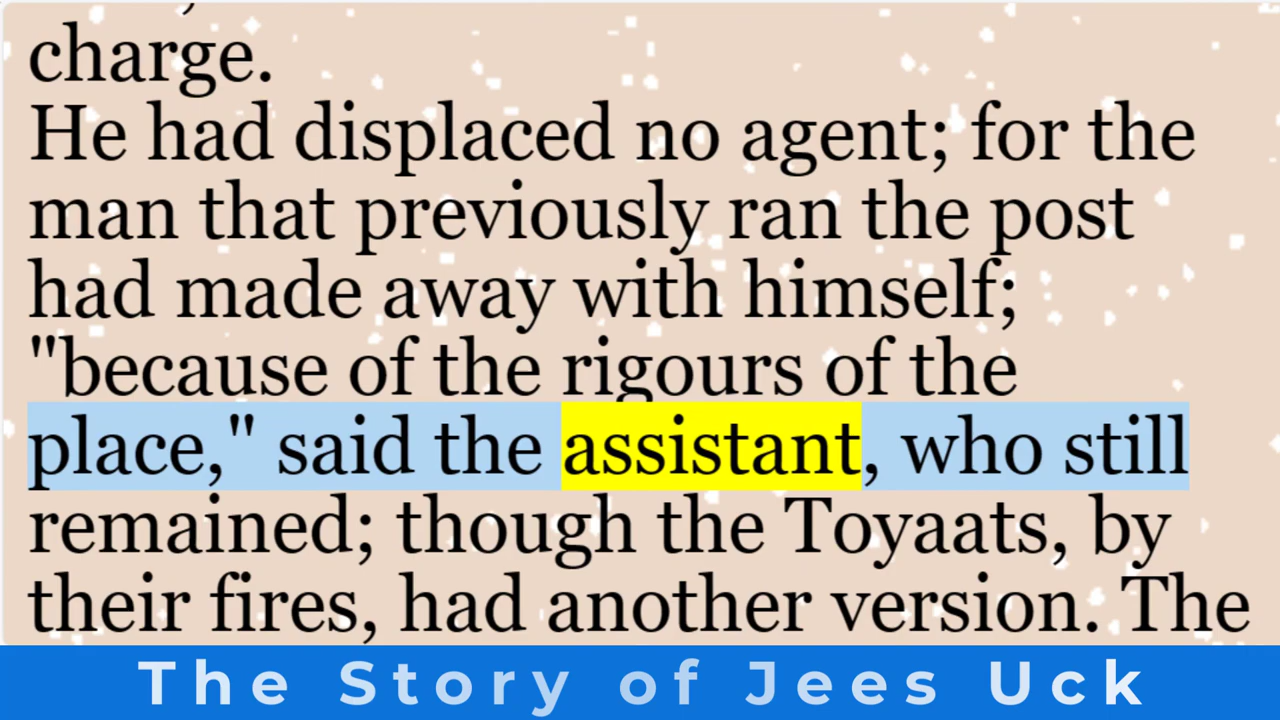 charge.
He had displaced no agent; for the
man that previously ran the post
had made away with himself;
"because of the rigours of the
place," said the assistant, who still
remained; though the Toyaats, by
their fires, had another version. The
The Story of Jees Uck